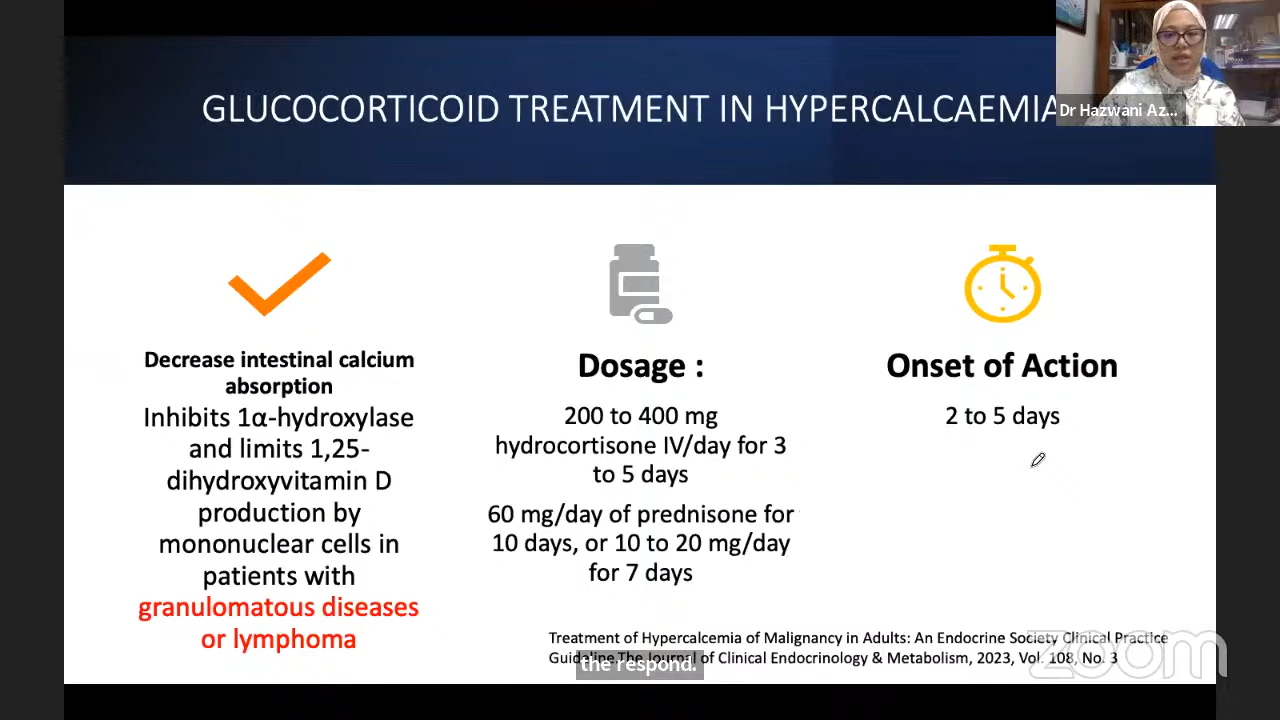 GLUCOCORTICOID TREATMENT IN HYPERCALCAEMIA
Dr Hazwani Az...
Decrease intestinal calcium
absorption
Inhibits 1α-hydroxylase
and limits 1,25-
dihydroxyvitamin D
production by
mononuclear cells in
patients with
granulomatous diseases
or lymphoma
Dosage :
200 to 400 mg
hydrocortisone IV/day for 3
to 5 days
60 mg/day of prednisone for
10 days, or 10 to 20 mg/day
for 7 days
Onset of Action
2 to 5 days
Treatment of Hypercalcemia of Malignancy in Adults: An Endocrine Society Clinical Practice
Guideline The Journal of Clinical Endocrinology & Metabolism, 2023, Vol. 108, No. 3
the respond.
zoom